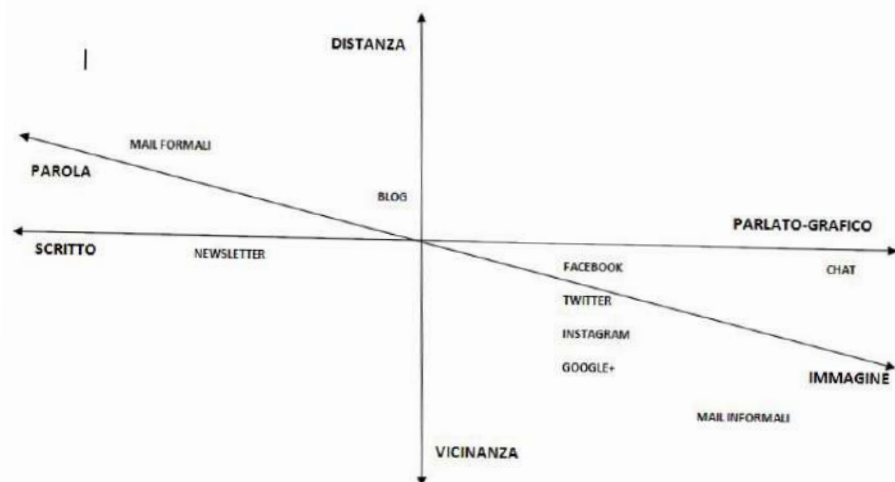 DISTANZA
MAIL FORMALI
PAROLA
BLOG
PARLATO-GRAFICO
SCRITTO
NEWSLETTER
FACEBOOK
CHAT
TWITTER
INSTAGRAM
GOOGLE+
IMMAGINE
MAIL INFORMALI
VICINANZA